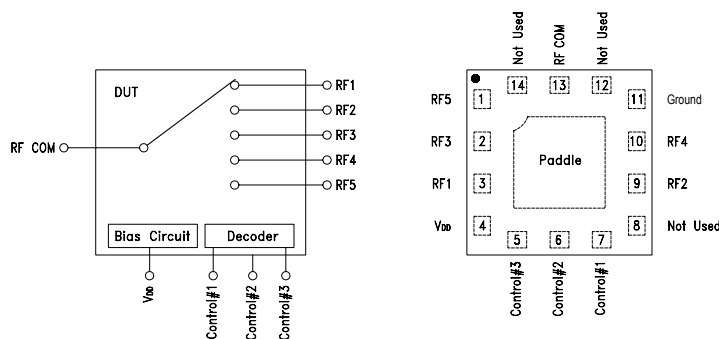 DUT
RF COM
RF1
RF2
RF3
RF4
RF5
Bias Circuit
Decoder
VDD
Control#1
Control#2
Control#3
Not Used
RF COM
Not Used
14
13
12
RF5
1
11
Ground
RF3
2
10
RF4
Paddle
RF1
3
9
RF2
VDD
4
8
Not Used
5
6
7
Control#3
Control#2
Control#1